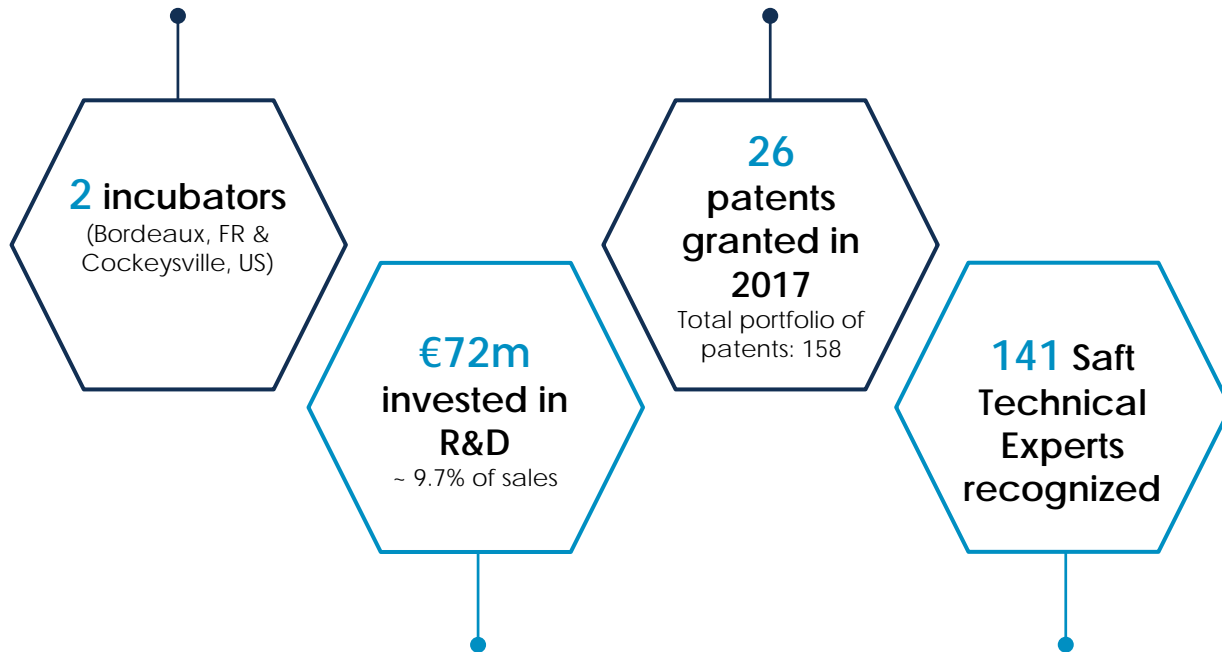 2 incubators
(Bordeaux, FR &
Cockeysville, US)
€72m
invested in
R&D
~ 9.7% of sales
26
patents
granted in
2017
Total portfolio of
patents: 158
141 Saft
Technical
Experts
recognized